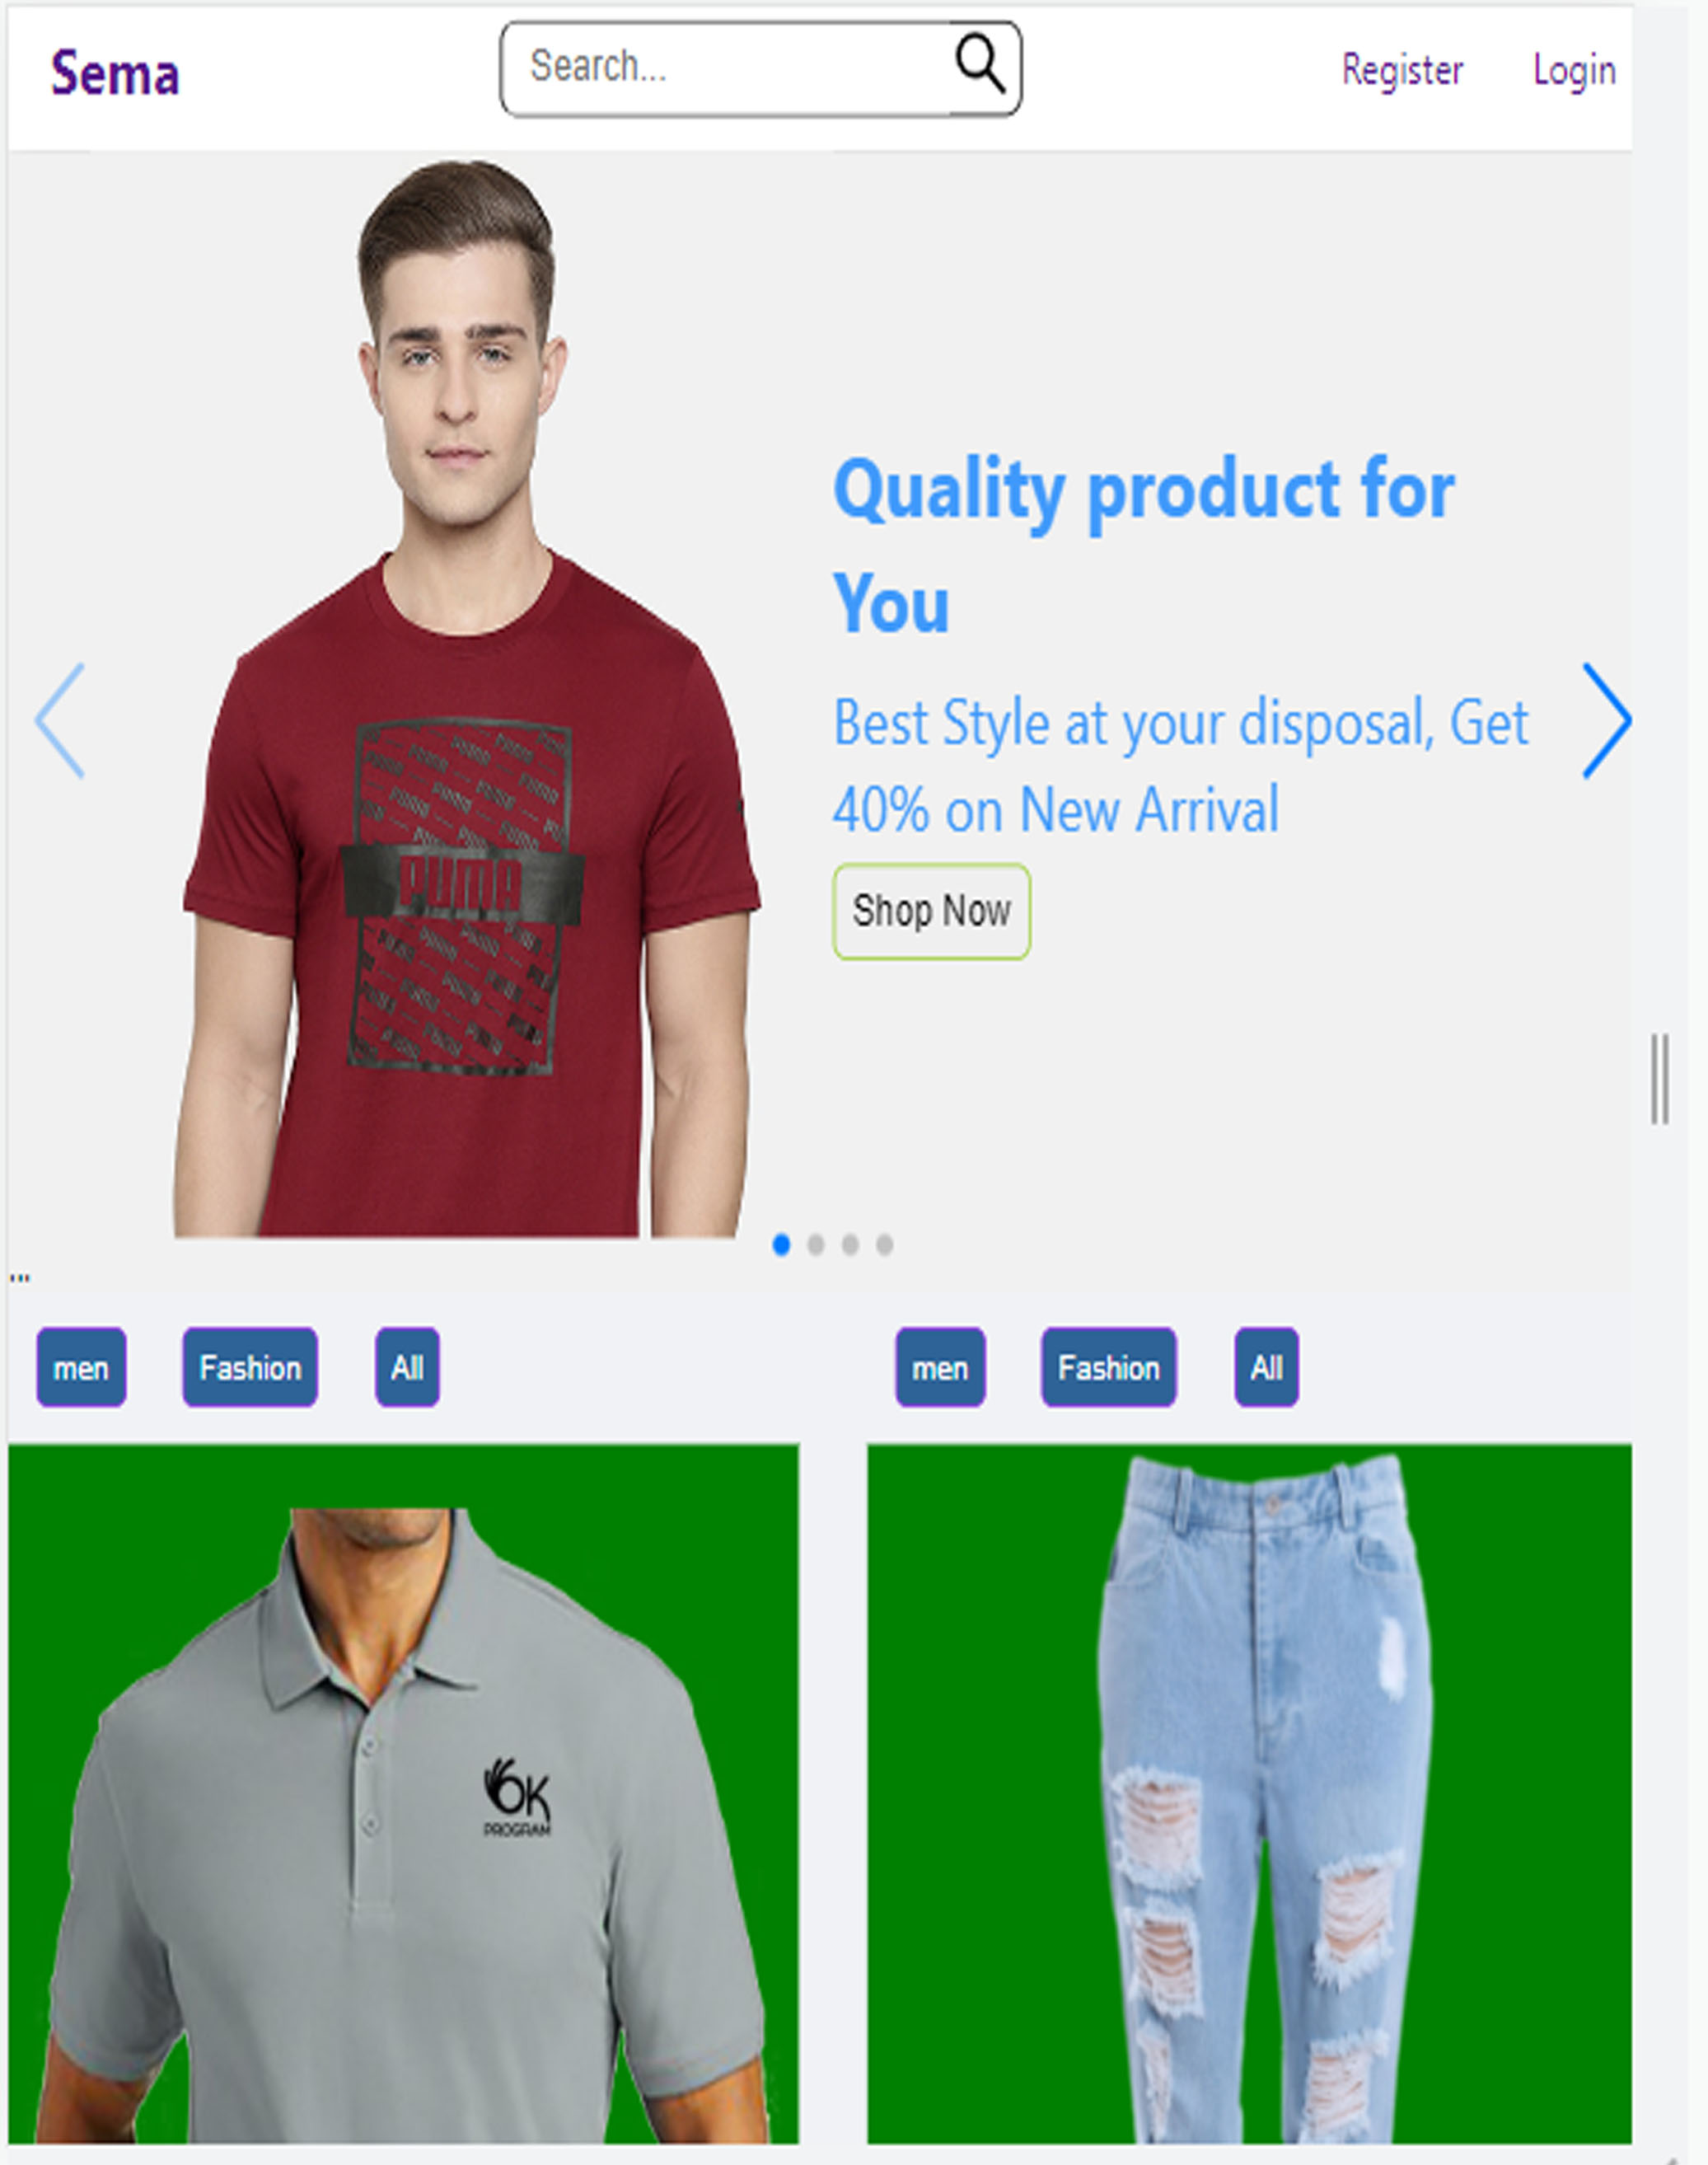 Sema
Search...
Register
Login
Quality product for
You
Best Style at your disposal, Get
40% on New Arrival
Shop Now
PUMA
...
men
Fashion
All
men
Fashion
All
OK
PROGRAM